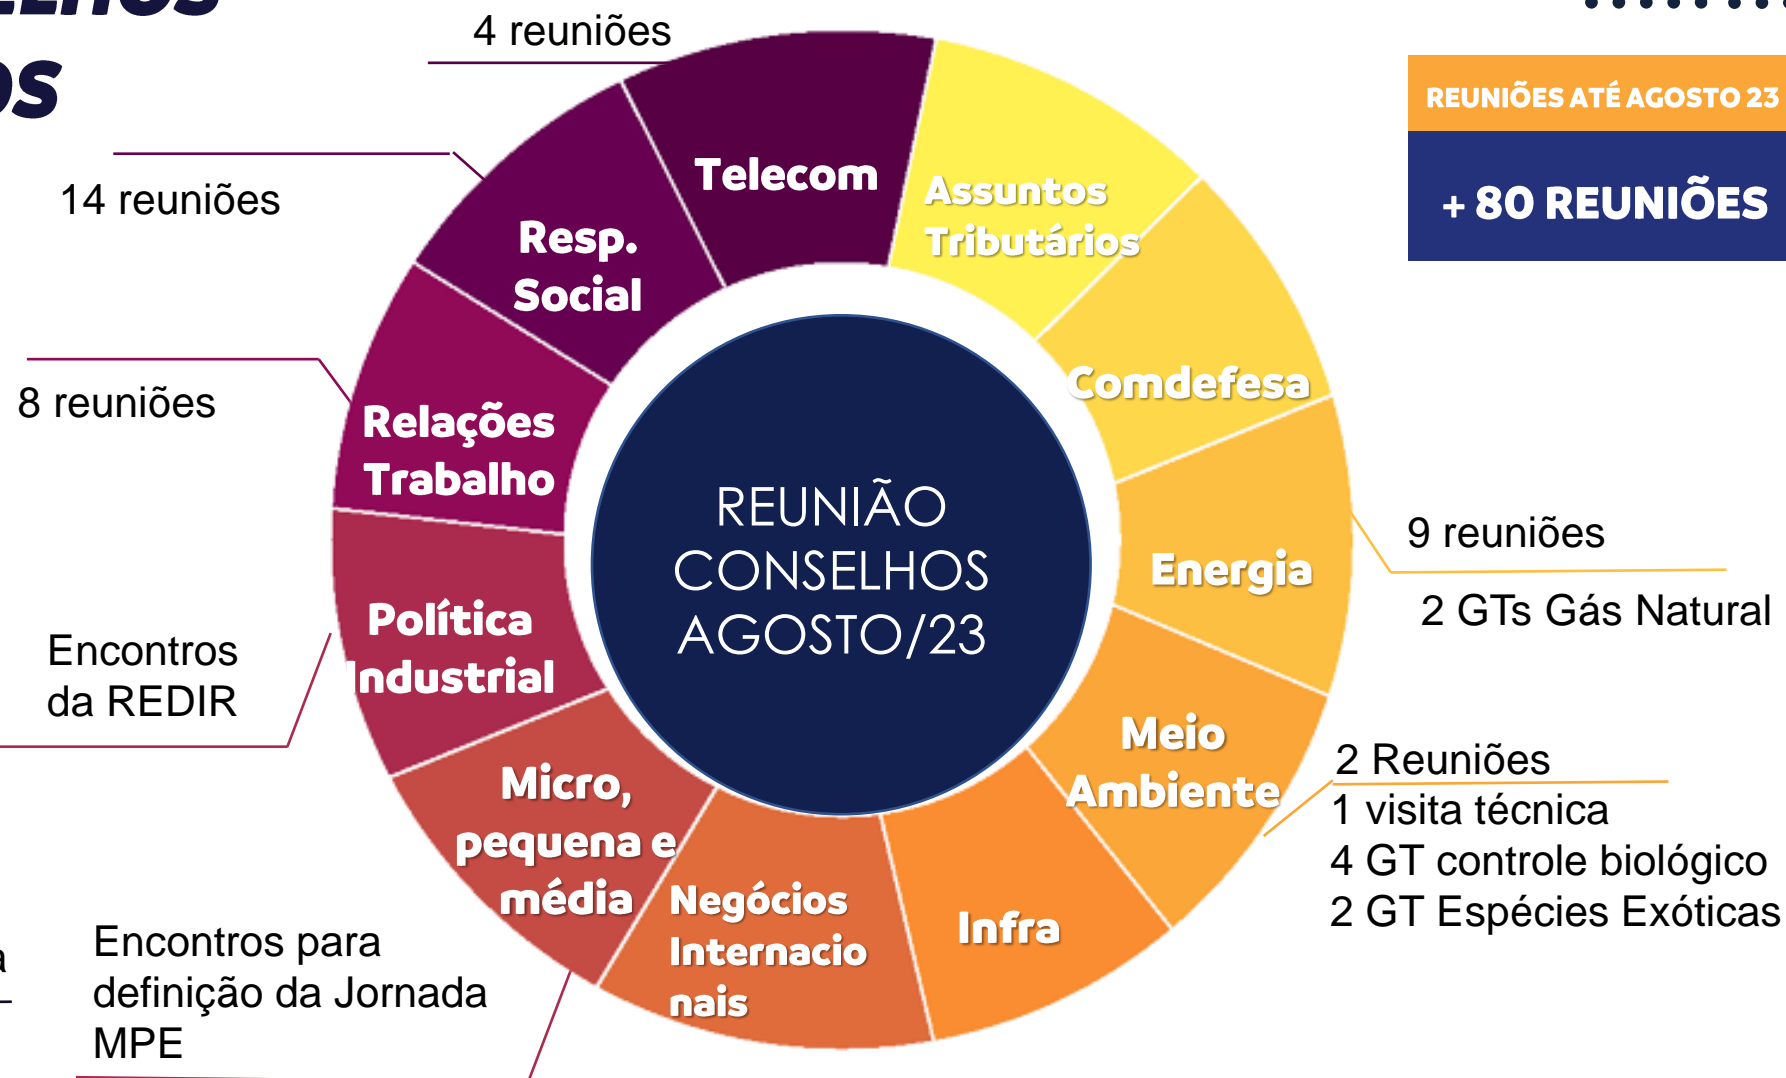 OS
4 reuniões
REUNIÕES ATÉ AGOSTO 23
+ 80 REUNIÕES
14 reuniões
Telecom
Assuntos
Tributários
Resp.
Social
8 reuniões
Relações
Trabalho
Comdefesa
REUNIÃO
CONSELHOS
AGOSTO/23
9 reuniões
2 GTs Gás Natural
Energia
Encontros
da REDIR
Política
Industrial
Meio
Ambiente
2 Reuniões
1 visita técnica
4 GT controle biológico
2 GT Espécies Exóticas
Micro,
pequena e
média
Negócios
Internacio
nais
Infra
Encontros para
definição da Jornada
MPE